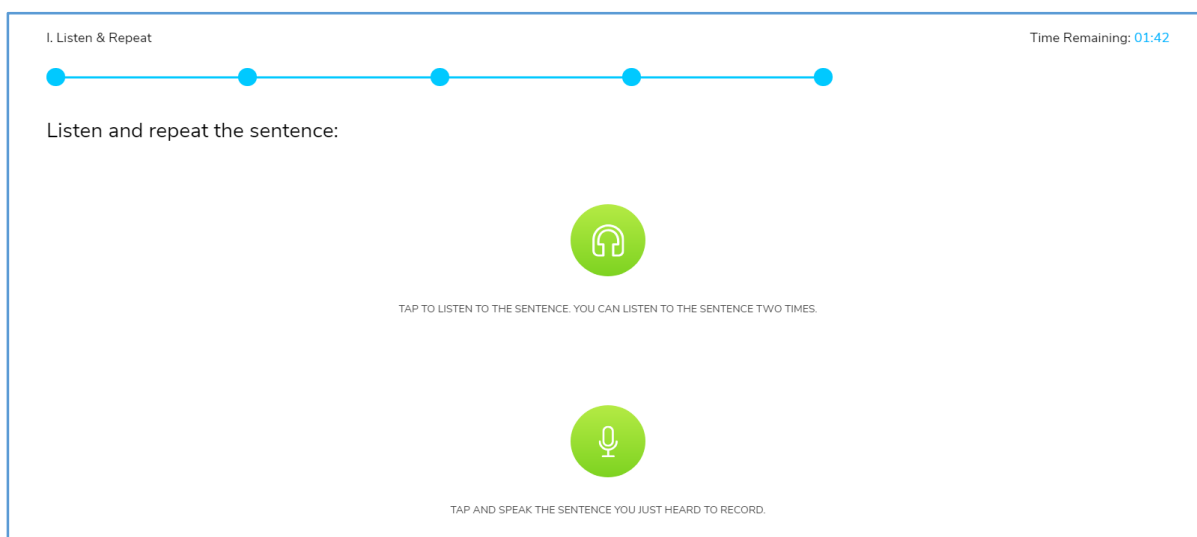 I. Listen & Repeat
Time Remaining: 01:42
Listen and repeat the sentence:
TAP TO LISTEN TO THE SENTENCE. YOU CAN LISTEN TO THE SENTENCE TWO TIMES.
TAP AND SPEAK THE SENTENCE YOU JUST HEARD TO RECORD.